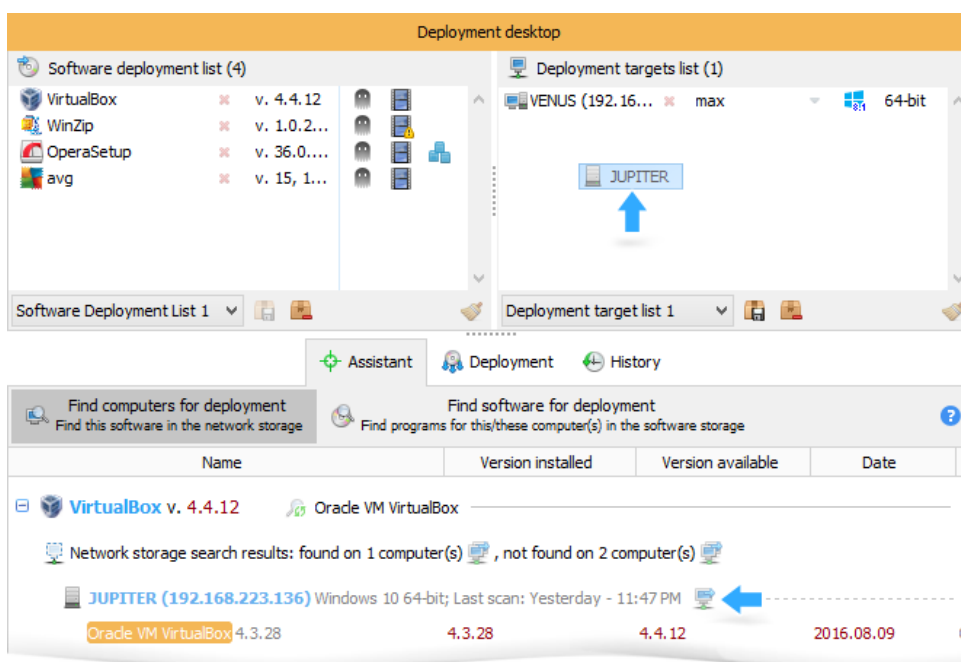 Deployment desktop
Software deployment list (4)
Deployment targets list (1)
VirtualBox v. 4.4.12
WinZip v. 1.0.2...
OperaSetup v. 36.0....
avg v. 15, 1...
VENUS (192.16... max 8.1 64-bit
JUPITER
Software Deployment List 1
Deployment target list 1
Assistant Deployment History
Find computers for deployment
Find this software in the network storage
Find software for deployment
Find programs for this/these computer(s) in the software storage
?
Name Version installed Version available Date
VirtualBox v. 4.4.12 Oracle VM VirtualBox
Network storage search results: found on 1 computer(s) , not found on 2 computer(s)
JUPITER (192.168.223.136) Windows 10 64-bit; Last scan: Yesterday - 11:47 PM
Oracle VM VirtualBox 4.3.28 4.3.28 4.4.12 2016.08.09